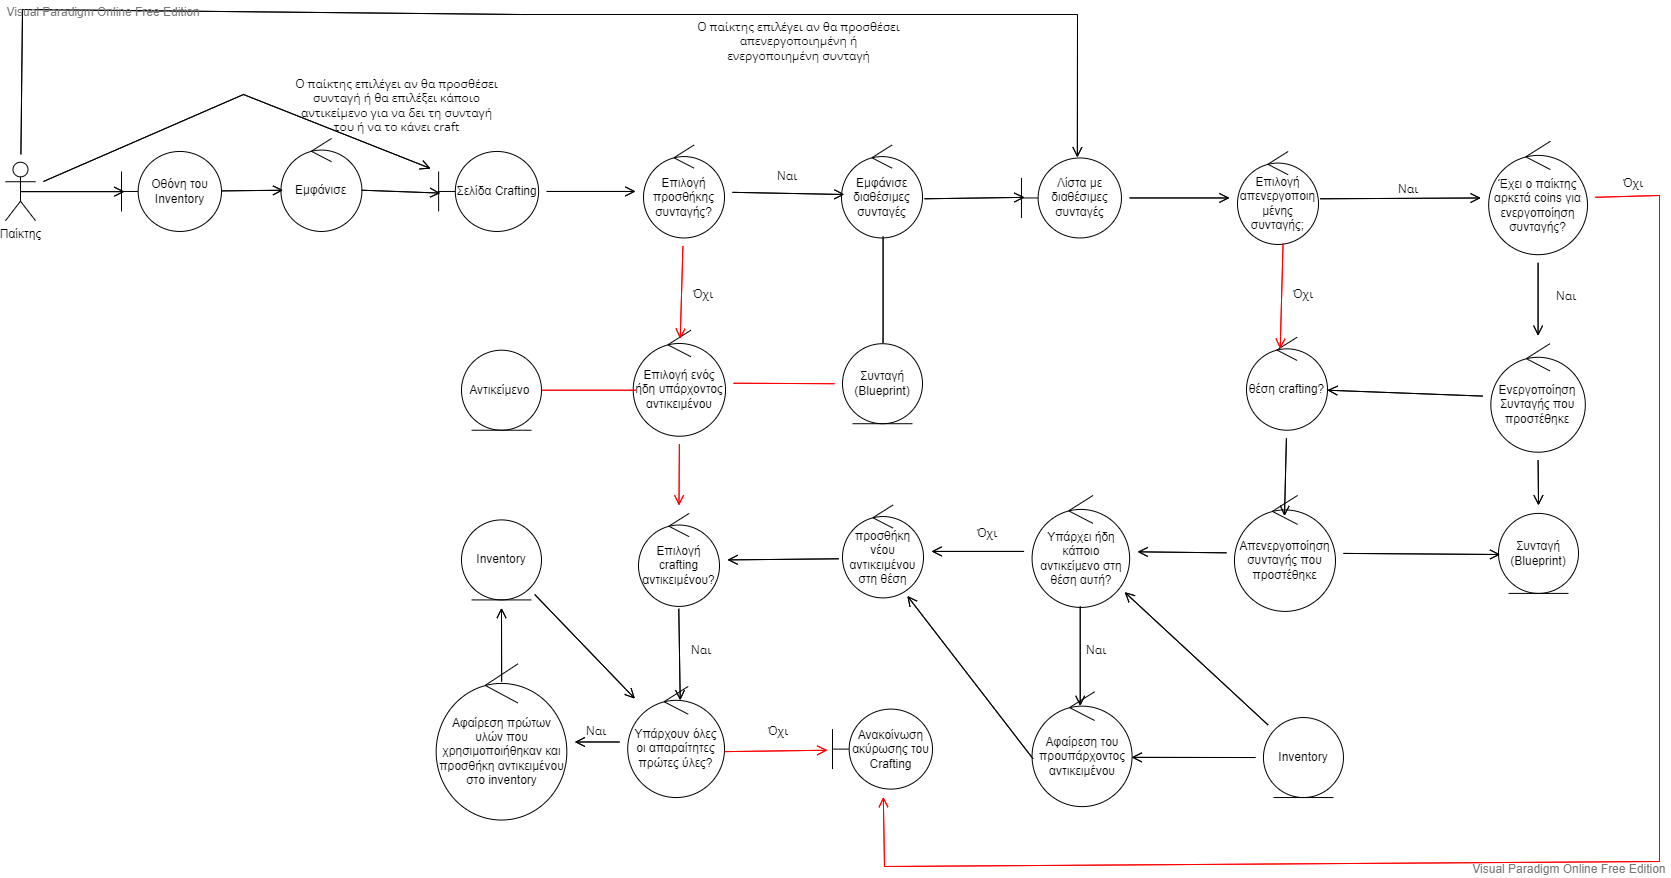 Visual Paradigm Online Free Edition
Ο παίκτης επιλέγει αν θα προσθέσει
απενεργοποιημένη ή
ενεργοποιημένη συνταγή
Ο παίκτης επιλέγει αν θα προσθέσει
συνταγή ή θα επιλέξει κάποιο
αντικείμενο για να δει τη συνταγή
του ή να το κάνει craft
Παίκτης
Οθόνη του
Inventory
Εμφάνισε
Σελίδα Crafting
Επιλογή
προσθήκης
συνταγής?
Ναι
Εμφάνισε
διαθέσιμες
συνταγές
Λίστα με
διαθέσιμες
συνταγές
Επιλογή
απενεργοποιη
μένης
συνταγής;
Ναι
Έχει ο παίκτης
αρκετά coins για
ενεργοποίηση
συνταγής?
Όχι
Όχι
Όχι
Ναι
Αντικείμενο
Επιλογή ενός
ήδη υπάρχοντος
αντικειμένου
Συνταγή
(Blueprint)
θέση crafting?
Ενεργοποίηση
Συνταγής που
προστέθηκε
Inventory
Επιλογή
crafting
αντικειμένου?
προσθήκη
νέου
αντικειμένου
στη θέση
Όχι
Υπάρχει ήδη
κάποιο
αντικείμενο στη
θέση αυτή?
Απενεργοποίηση
συνταγής που
προστέθηκε
Συνταγή
(Blueprint)
Ναι
Ναι
Αφαίρεση πρώτων
υλών που
χρησιμοποιήθηκαν και
προσθήκη αντικειμένου
στο inventory
Ναι
Υπάρχουν όλες
οι απαραίτητες
πρώτες ύλες?
Όχι
Ανακοίνωση
ακύρωσης του
Crafting
Αφαίρεση του
προυπάρχοντος
αντικειμένου
Inventory
Visual Paradigm Online Free Edition